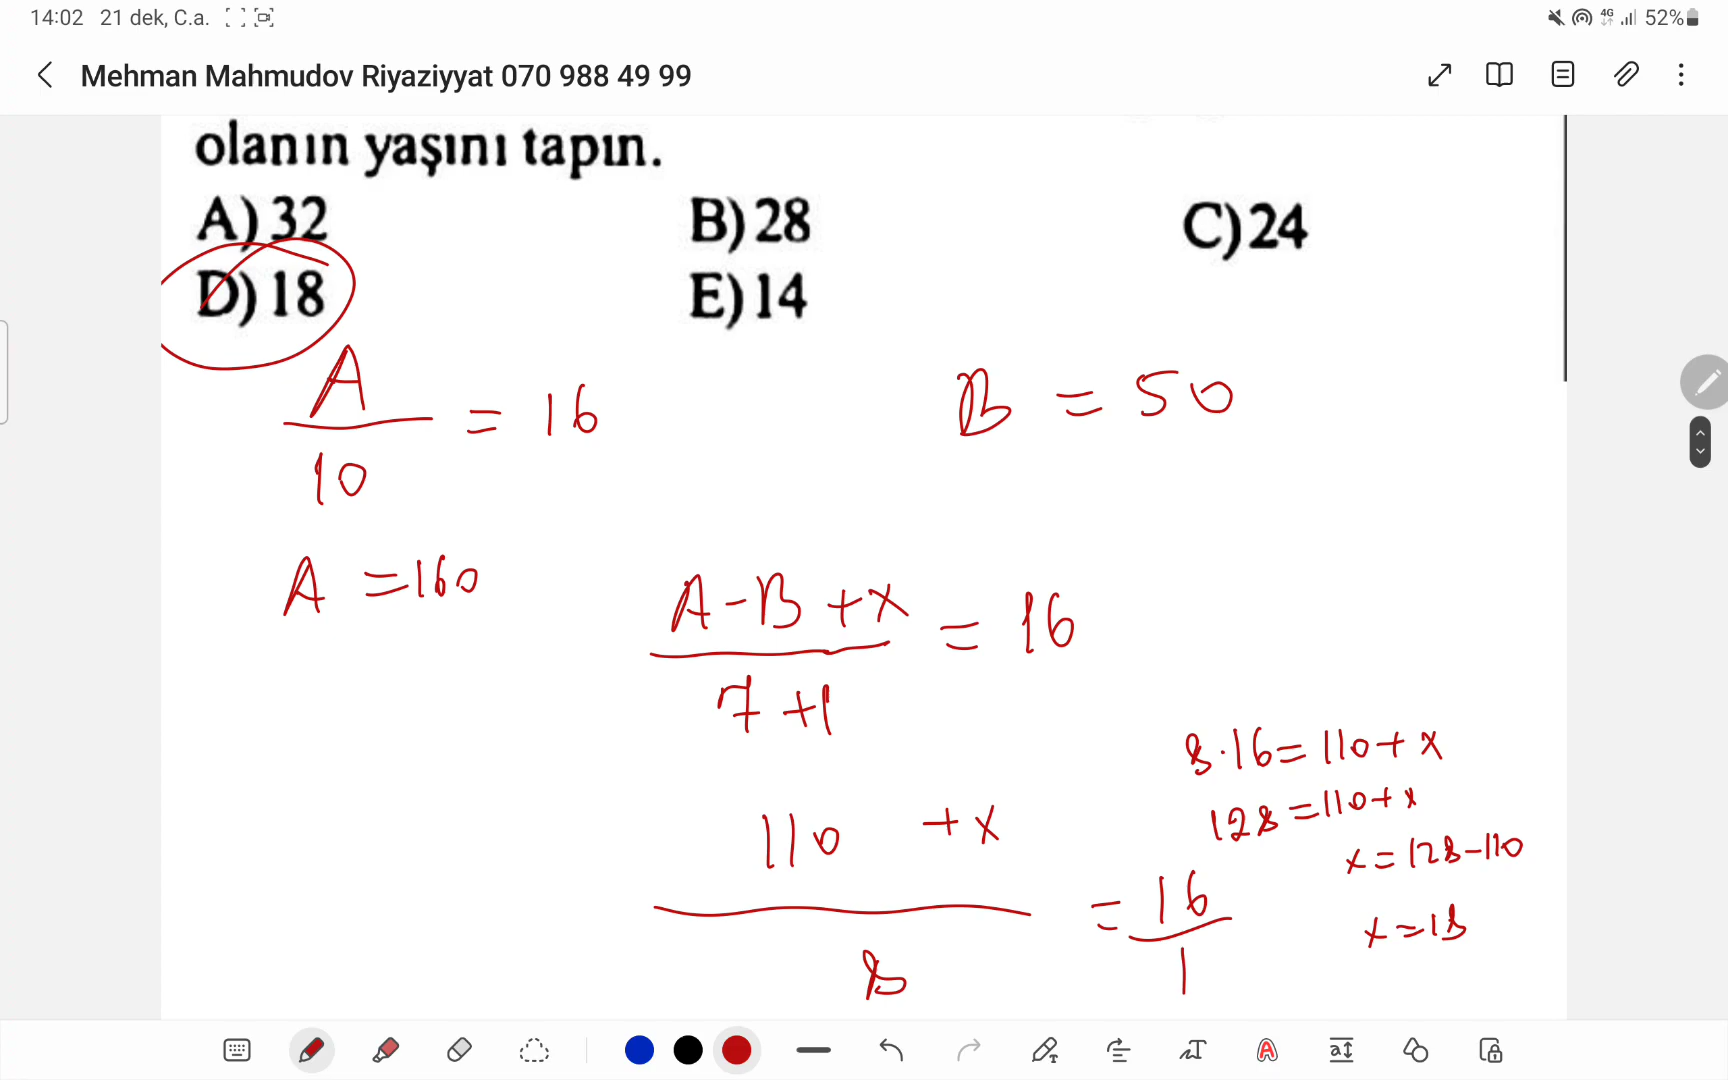 14:02 21 dek, C.a. 4G 52%
Mehman Mahmudov Riyaziyyat 070 988 49 99
olanın yaşını tapın.
A) 32 B) 28 C) 24
D) 18 E) 14
A/10 = 16 B = 50
A = 160
A - B + x / 7 + 1 = 16
8 · 16 = 110 + x
128 = 110 + x
x = 128 - 110
x = 18
110 + x / 8 = 16/1